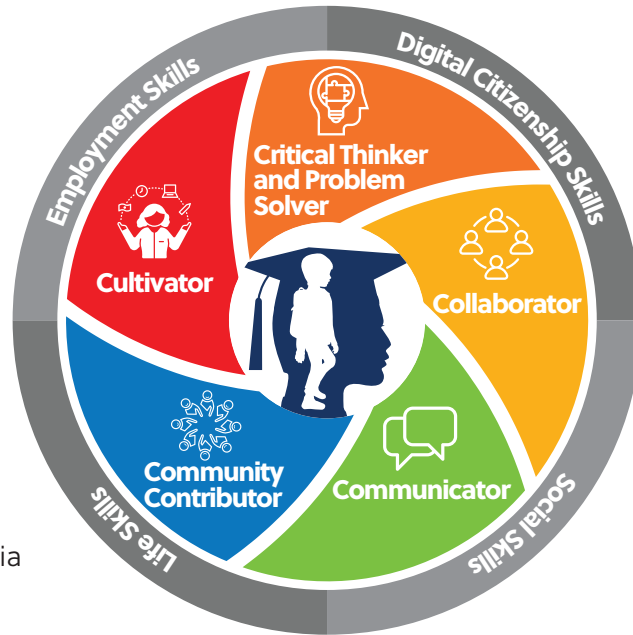 Employment Skills
Digital Citizenship Skills
Critical Thinker
and Problem
Solver
Cultivator
Collaborator
Community
Contributor
Communicator
Life Skills
Social Skills
ia